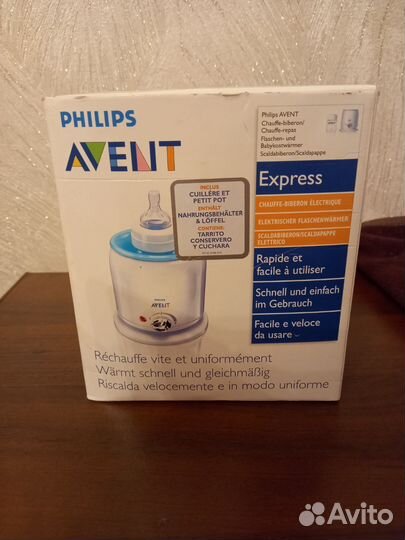 PHILIPS
AVENT
Philips AVENT
Chauffe-biberon/
Chauffe-repas
Flaschen- und
Babykostwärmer
Scaldabiberon/Scaldapappe
INCLUS
CUILLÈRE ET
PETIT POT
ENTHÄLT
NAHRUNGSBEHÄLTER
& LÖFFEL
CONTIENE:
TARRITO
CONSERVERO
Y CUCHARA
Express
CHAUFFE-BIBERON ÉLECTRIQUE
ELEKTRISCHER FLASCHENWÄRMER
SCALDABIBERON/SCALDAPAPPE
ELETTRICO
Rapide et
facile à utiliser
Schnell und einfach
im Gebrauch
Facile e veloce
da usare
PHILIPS
AVENT
Réchauffe vite et uniformément
Wärmt schnell und gleichmäßig
Riscalda velocemente e in modo uniforme
Avito